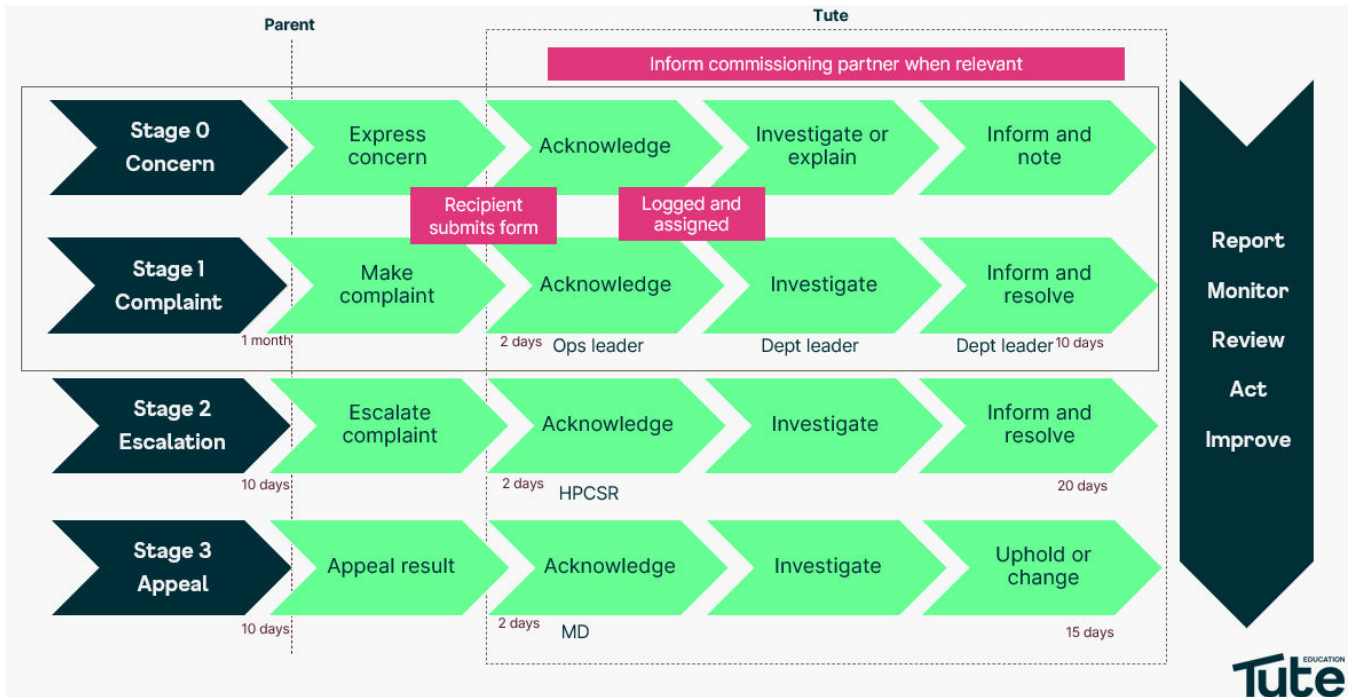 Parent
Tute
Inform commissioning partner when relevant
Stage 0
Concern
Express
concern
Acknowledge
Investigate or
explain
Inform and
note
Recipient
submits form
Logged and
assigned
Stage 1
Complaint
Make
complaint
Acknowledge
Investigate
Inform and
resolve
1 month
2 days
Ops leader
Dept leader
Dept leader
10 days
Stage 2
Escalation
Escalate
complaint
Acknowledge
Investigate
Inform and
resolve
10 days
2 days
HPCSR
20 days
Stage 3
Appeal
Appeal result
Acknowledge
Investigate
Uphold or
change
10 days
2 days
MD
15 days
Report
Monitor
Review
Act
Improve
EDUCATION
Tute